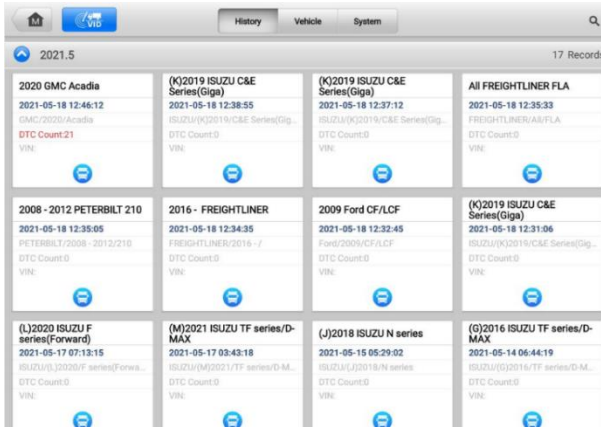 M
VID
History Vehicle System
2021.5
17 Records
2020 GMC Acadia
2021-05-18 12:46:12
GMC/2020/Acadia
DTC Count:21
VIN:
(K)2019 ISUZU C&E
Series(Giga)
2021-05-18 12:38:55
ISUZU/(K)2019/C&E Series(Gig...
DTC Count:0
VIN:
(K)2019 ISUZU C&E
Series(Giga)
2021-05-18 12:37:12
ISUZU/(K)2019/C&E Series(Gig...
DTC Count:0
VIN:
All FREIGHTLINER FLA
2021-05-18 12:35:33
FREIGHTLINER/All/FLA
DTC Count:0
VIN:
2008 - 2012 PETERBILT 210
2021-05-18 12:35:05
PETERBILT/2008 - 2012/210
DTC Count:0
VIN:
2016 - FREIGHTLINER
2021-05-18 12:34:35
FREIGHTLINER/2016 - /
DTC Count:0
VIN:
2009 Ford CF/LCF
2021-05-18 12:32:45
Ford/2009/CF/LCF
DTC Count:0
VIN:
(K)2019 ISUZU C&E
Series(Giga)
2021-05-18 12:31:06
ISUZU/(K)2019/C&E Series(Gig...
DTC Count:0
VIN:
(L)2020 ISUZU F
series(Forward)
2021-05-17 07:13:15
ISUZU/(L)2020/F series(Forwa...
DTC Count:0
VIN:
(M)2021 ISUZU TF series/D-
MAX
2021-05-17 03:43:18
ISUZU/(M)2021/TF series/D-M...
DTC Count:0
VIN:
(J)2018 ISUZU N series
2021-05-15 05:29:02
ISUZU/(J)2018/N series
DTC Count:0
VIN:
(G)2016 ISUZU TF series/D-
MAX
2021-05-14 06:44:19
ISUZU/(G)2016/TF series/D-M...
DTC Count:0
VIN: